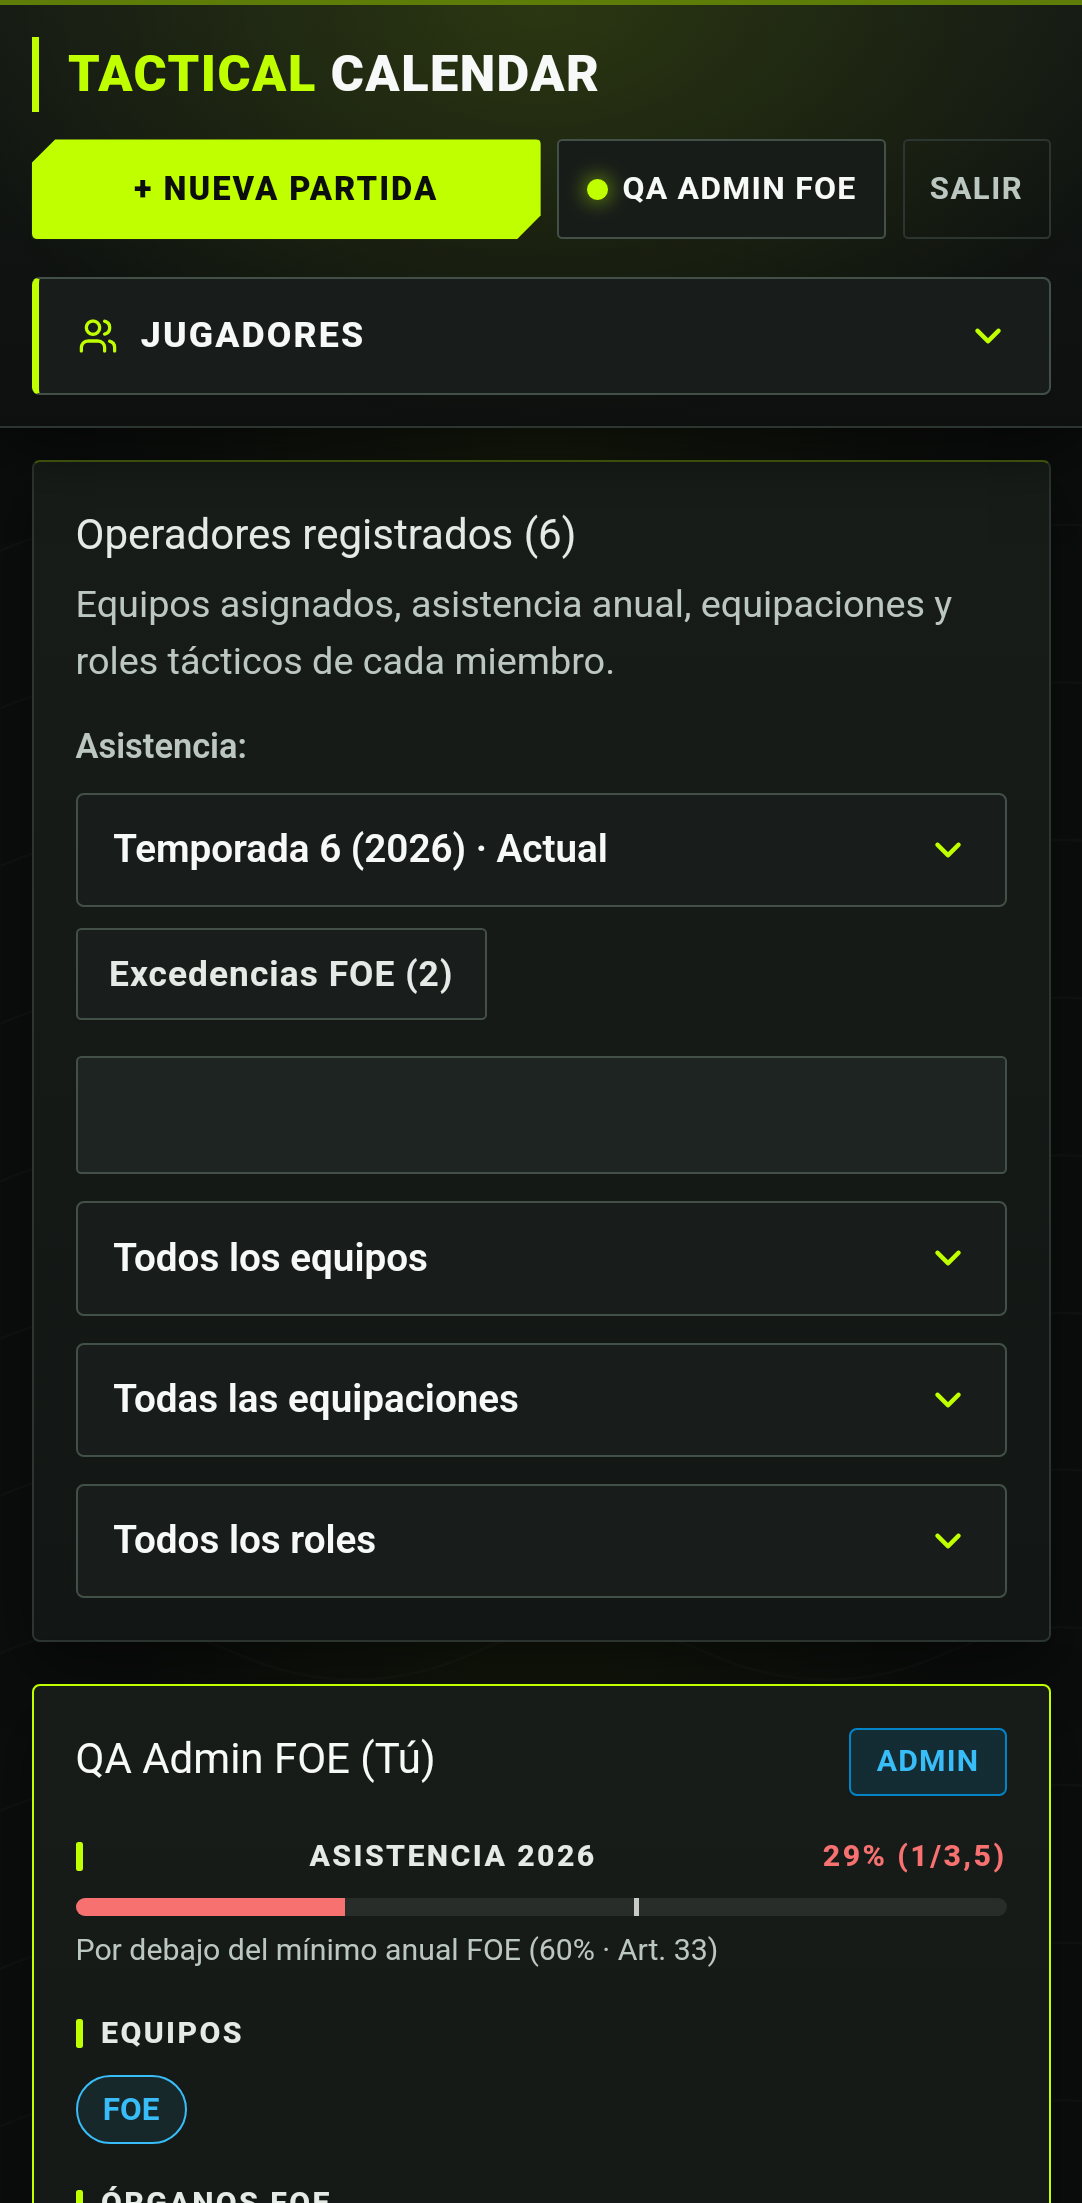 TACTICAL CALENDAR
+ NUEVA PARTIDA
QA ADMIN FOE
SALIR
JUGADORES
Operadores registrados (6)
Equipos asignados, asistencia anual, equipaciones y
roles tácticos de cada miembro.
Asistencia:
Temporada 6 (2026) · Actual
Excedencias FOE (2)
Todos los equipos
Todas las equipaciones
Todos los roles
QA Admin FOE (Tú)
ADMIN
ASISTENCIA 2026
29% (1/3,5)
Por debajo del mínimo anual FOE (60% · Art. 33)
EQUIPOS
FOE
ÓRGANOS FOE